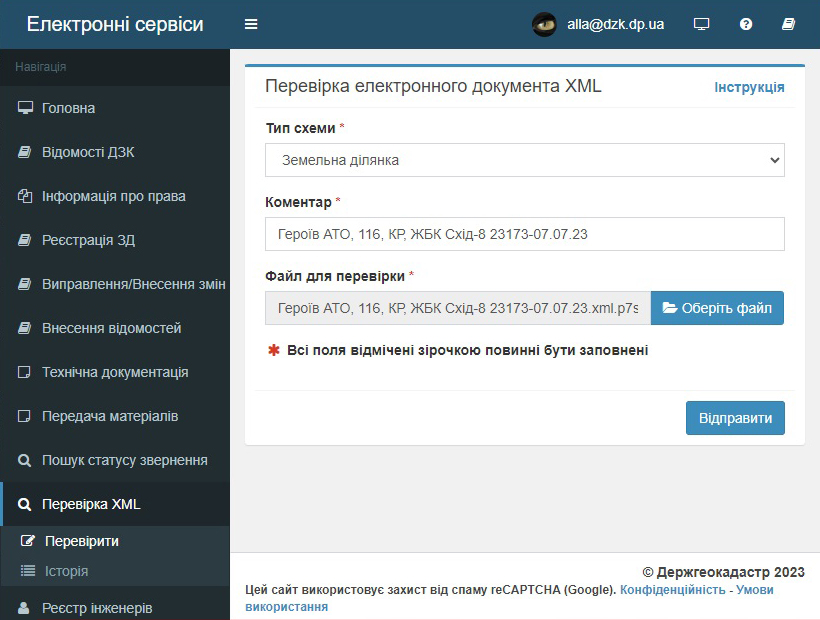 Електронні сервіси
alla@dzk.dp.ua
Навігація
Головна
Відомості ДЗК
Інформація про права
Реєстрація ЗД
Виправлення/Внесення змін
Внесення відомостей
Технічна документація
Передача матеріалів
Пошук статусу звернення
Перевірка XML
Перевірити
Історія
Реєстр інженерів
Перевірка електронного документа XML
Інструкція
Тип схеми *
Земельна ділянка
Коментар *
Героїв АТО, 116, КР, ЖБК Схід-8 23173-07.07.23
Файл для перевірки *
Героїв АТО, 116, КР, ЖБК Схід-8 23173-07.07.23.xml.p7s
Оберіть файл
Всі поля відмічені зірочкою повинні бути заповнені
Відправити
© Держгеокадастр 2023
Цей сайт використовує захист від спаму reCAPTCHA (Google). Конфіденційність - Умови
використання